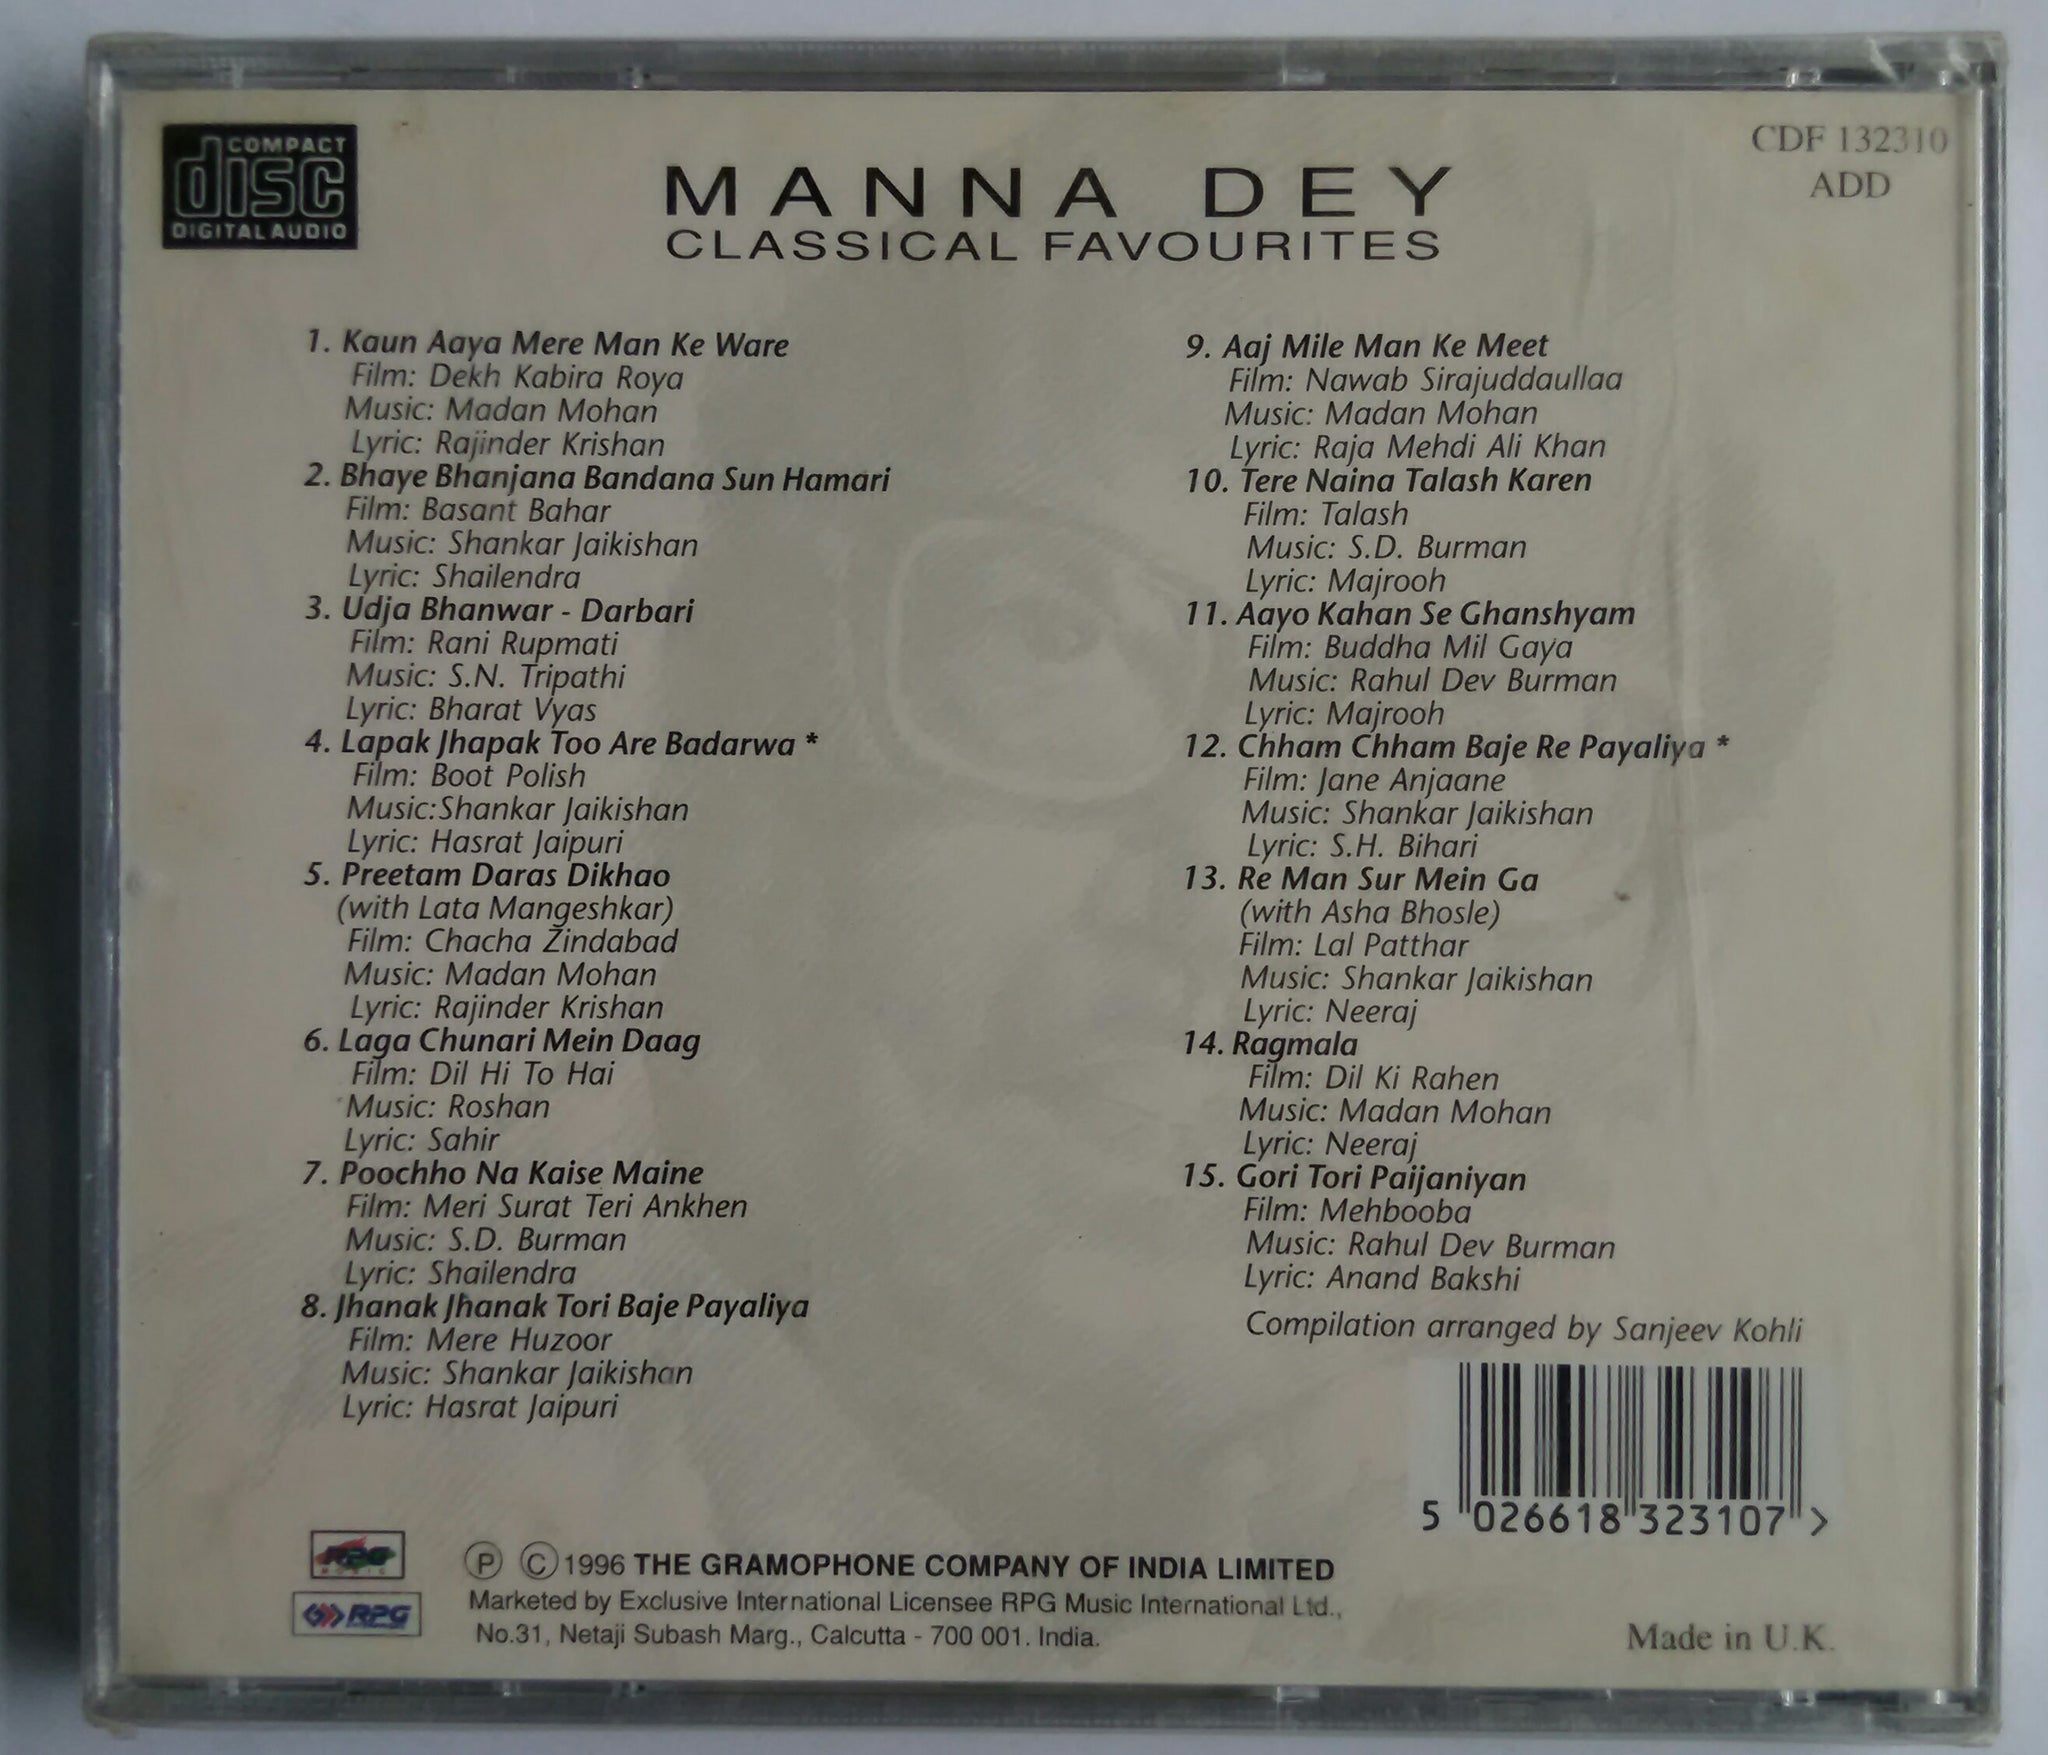 COMPACT
disc
DIGITAL AUDIO
CDF 132310
ADD
MANNA DEY
CLASSICAL FAVOURITES
1. Kaun Aaya Mere Man Ke Ware
Film: Dekh Kabira Roya
Music: Madan Mohan
Lyric: Rajinder Krishan
2. Bhaye Bhanjana Bandana Sun Hamari
Film: Basant Bahar
Music: Shankar Jaikishan
Lyric: Shailendra
3. Udja Bhanwar - Darbari
Film: Rani Rupmati
Music: S.N. Tripathi
Lyric: Bharat Vyas
4. Lapak Jhapak Too Are Badarwa *
Film: Boot Polish
Music:Shankar Jaikishan
Lyric: Hasrat Jaipuri
5. Preetam Daras Dikhao
(with Lata Mangeshkar)
Film: Chacha Zindabad
Music: Madan Mohan
Lyric: Rajinder Krishan
6. Laga Chunari Mein Daag
Film: Dil Hi To Hai
Music: Roshan
Lyric: Sahir
7. Poochho Na Kaise Maine
Film: Meri Surat Teri Ankhen
Music: S.D. Burman
Lyric: Shailendra
8. Jhanak Jhanak Tori Baje Payaliya
Film: Mere Huzoor
Music: Shankar Jaikishan
Lyric: Hasrat Jaipuri
9. Aaj Mile Man Ke Meet
Film: Nawab Sirajuddaullaa
Music: Madan Mohan
Lyric: Raja Mehdi Ali Khan
10. Tere Naina Talash Karen
Film: Talash
Music: S.D. Burman
Lyric: Majrooh
11. Aayo Kahan Se Ghanshyam
Film: Buddha Mil Gaya
Music: Rahul Dev Burman
Lyric: Majrooh
12. Chham Chham Baje Re Payaliya *
Film: Jane Anjaane
Music: Shankar Jaikishan
Lyric: S.H. Bihari
13. Re Man Sur Mein Ga
(with Asha Bhosle)
Film: Lal Patthar
Music: Shankar Jaikishan
Lyric: Neeraj
14. Ragmala
Film: Dil Ki Rahen
Music: Madan Mohan
Lyric: Neeraj
15. Gori Tori Paijaniyan
Film: Mehbooba
Music: Rahul Dev Burman
Lyric: Anand Bakshi
Compilation arranged by Sanjeev Kohli
5 026618 323107 >
RPG
MUSIC
RPG
Ⓟ Ⓒ 1996 THE GRAMOPHONE COMPANY OF INDIA LIMITED
Marketed by Exclusive International Licensee RPG Music International Ltd.,
No.31, Netaji Subash Marg., Calcutta - 700 001. India.
Made in U.K.